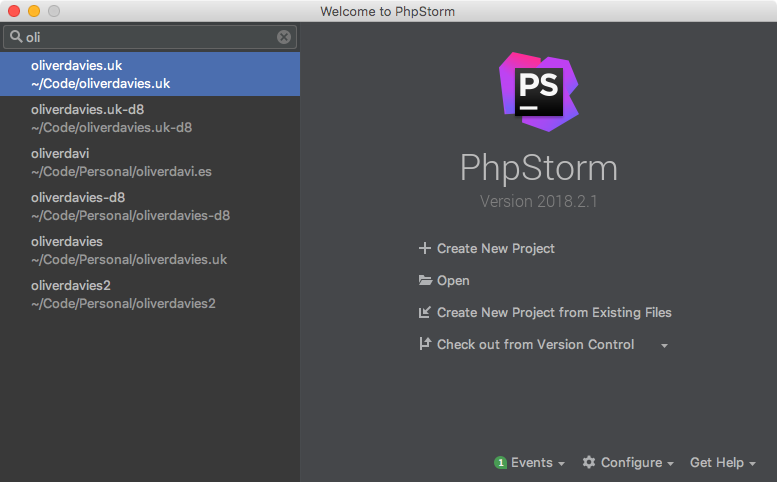 Welcome to PhpStorm
oli
oliverdavies.uk
~/Code/oliverdavies.uk
oliverdavies.uk-d8
~/Code/oliverdavies.uk-d8
oliverdavi
~/Code/Personal/oliverdavi.es
oliverdavies-d8
~/Code/Personal/oliverdavies-d8
oliverdavies
~/Code/Personal/oliverdavies.uk
oliverdavies2
~/Code/Personal/oliverdavies2
PS
PhpStorm
Version 2018.2.1
Create New Project
Open
Create New Project from Existing Files
Check out from Version Control
1 Events
Configure
Get Help